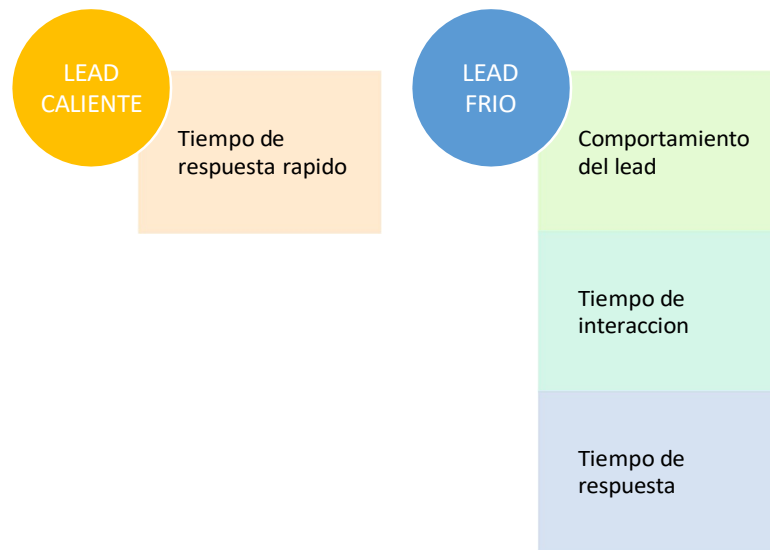 LEAD
CALIENTE
Tiempo de
respuesta rapido
LEAD
FRIO
Comportamiento
del lead
Tiempo de
interaccion
Tiempo de
respuesta